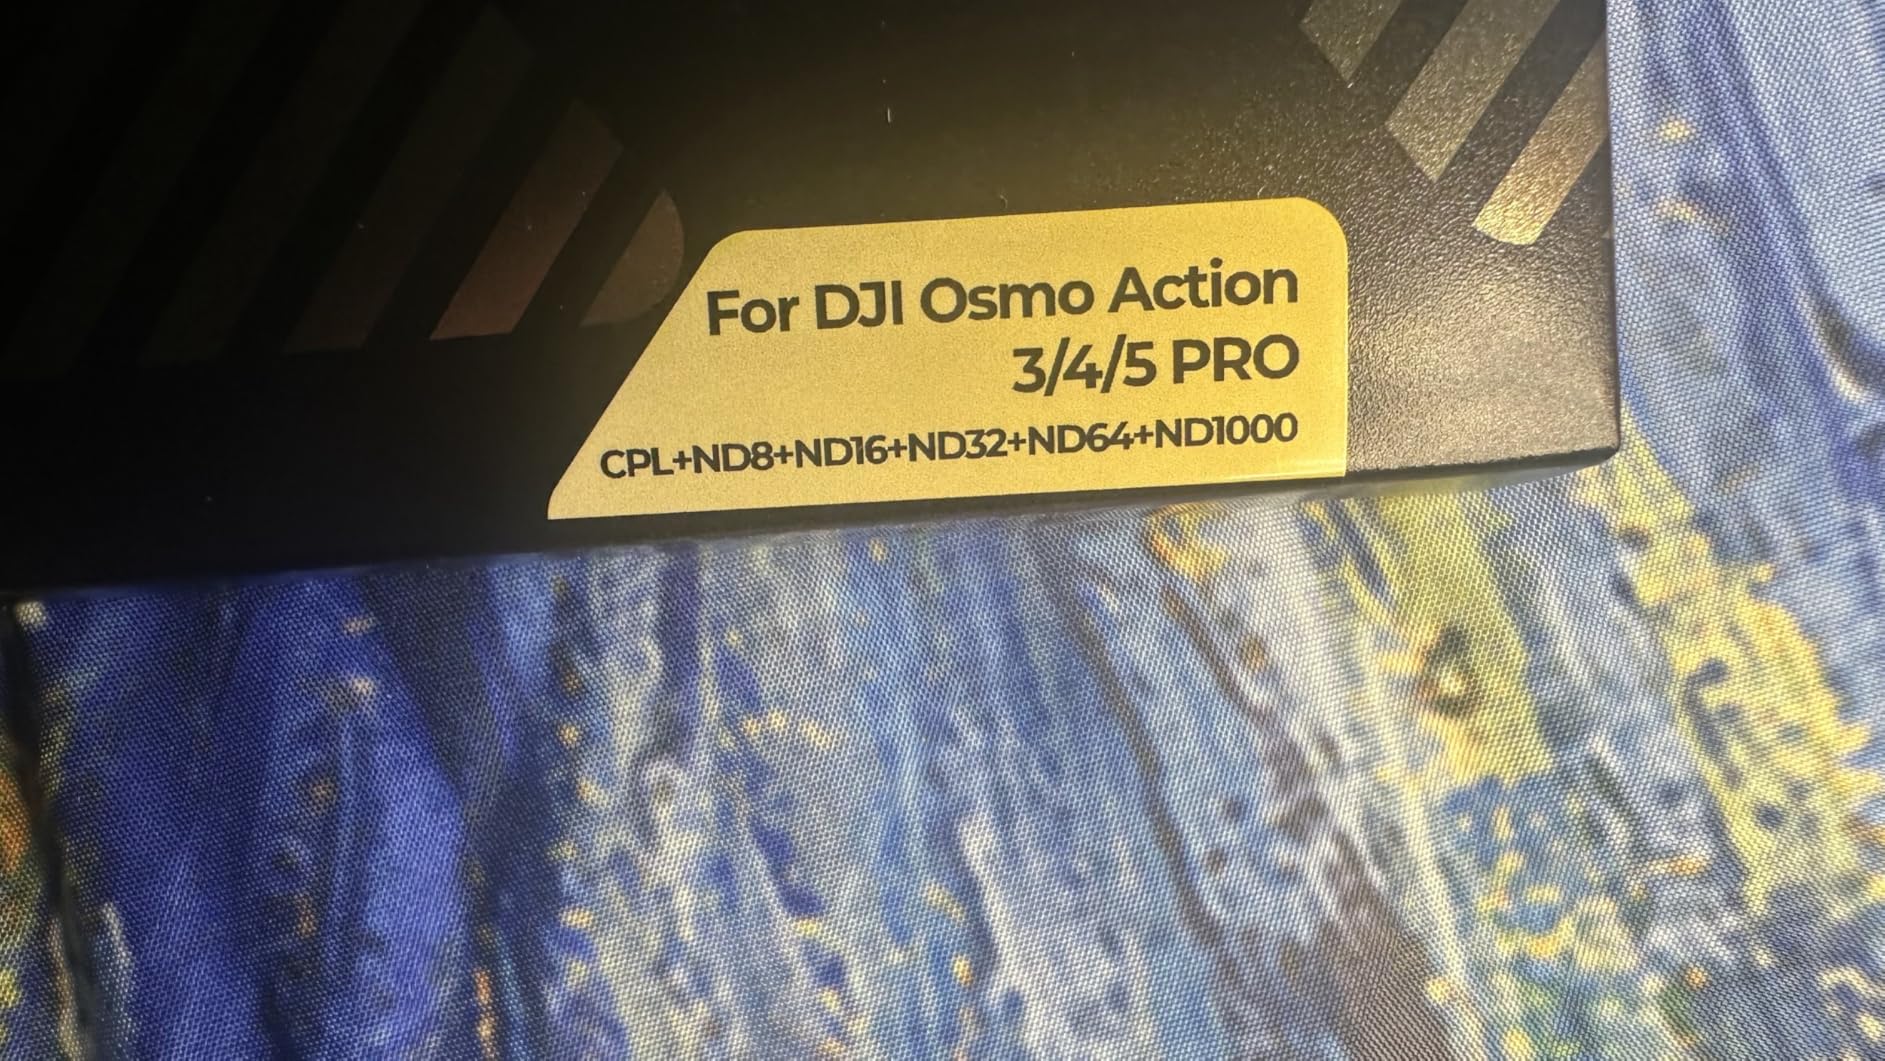 For DJI Osmo Action
3/4/5 PRO
CPL+ND8+ND16+ND32+ND64+ND1000